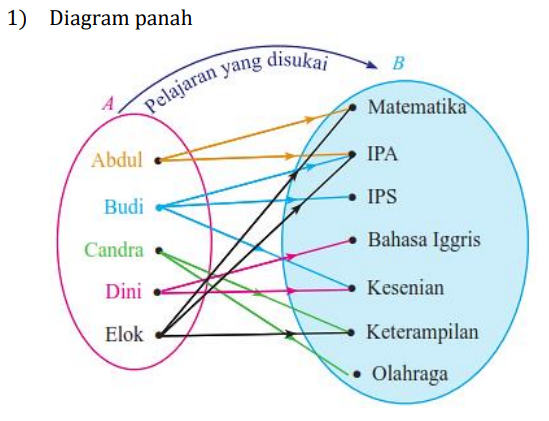 1) Diagram panah
Pelajaran yang disukai
A
B
Abdul
Budi
Candra
Dini
Elok
Matematika
IPA
IPS
Bahasa Iggris
Kesenian
Keterampilan
Olahraga